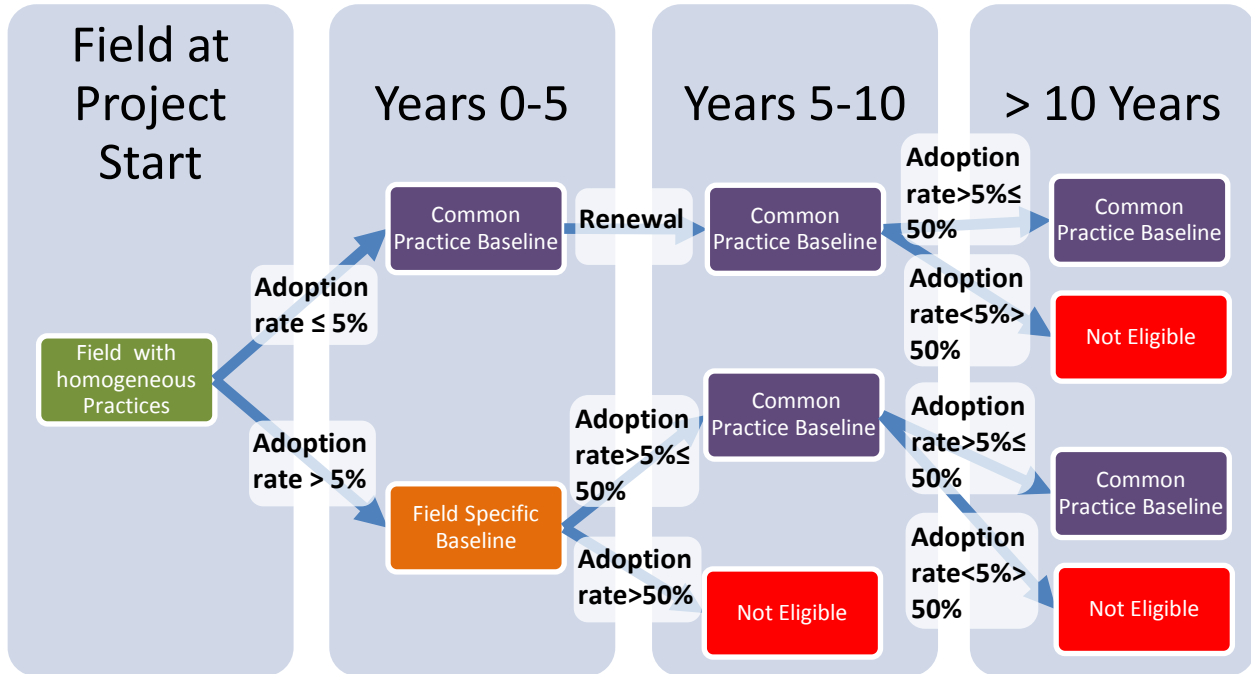 Field at
Project
Start
Years 0-5
Years 5-10
> 10 Years
Field with
homogeneous
Practices
Adoption
rate ≤ 5%
Adoption
rate > 5%
Common
Practice Baseline
Field Specific
Baseline
Renewal
Adoption
rate>5%≤
50%
Adoption
rate>50%
Common
Practice Baseline
Common
Practice Baseline
Not Eligible
Adoption
rate>5%≤
50%
Adoption
rate<5%>
50%
Adoption
rate>5%≤
50%
Adoption
rate<5%>
50%
Common
Practice Baseline
Not Eligible
Common
Practice Baseline
Not Eligible